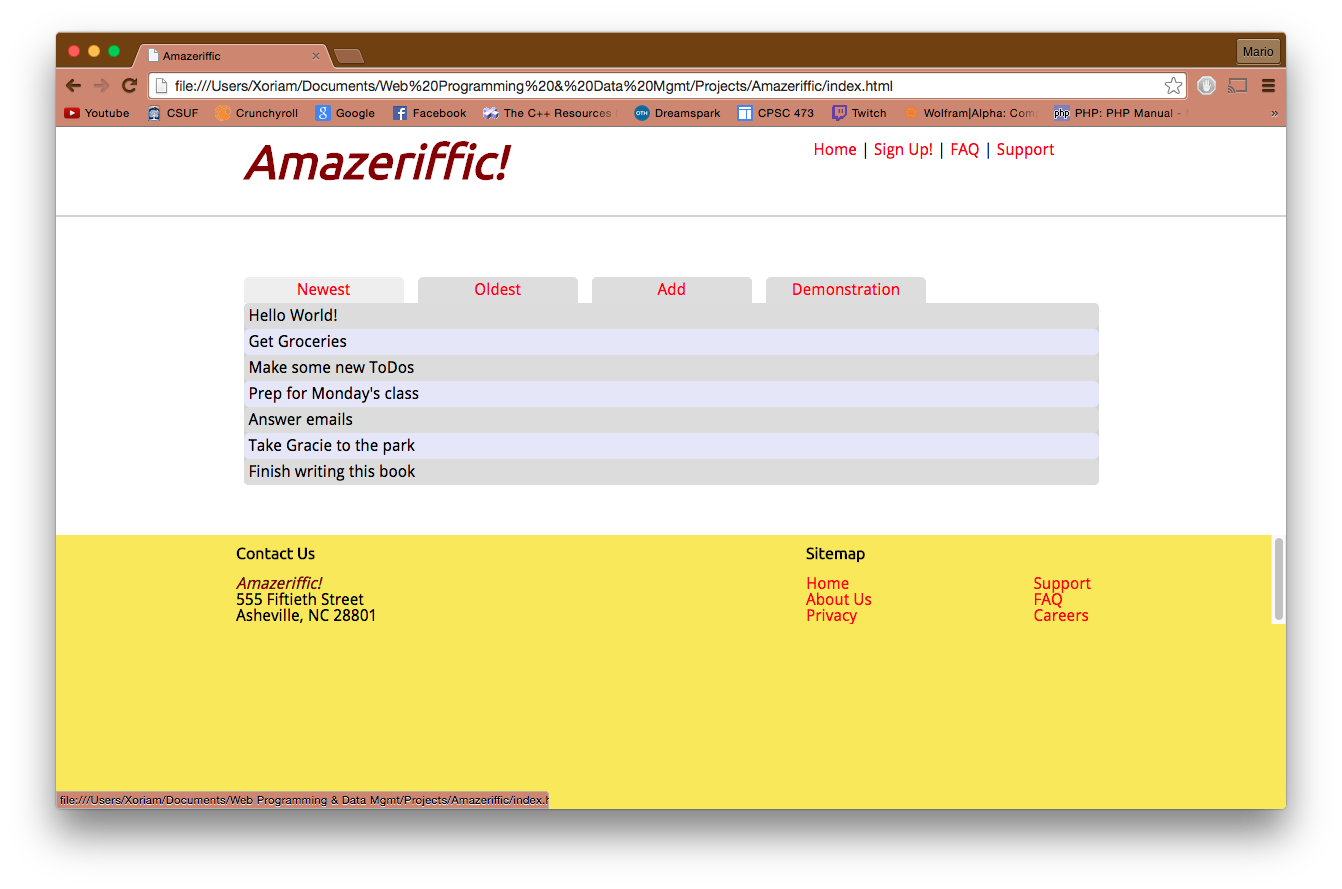 Amazeriffic
Mario
file:///Users/Xoriam/Documents/Web%20Programming%20&%20Data%20Mgmt/Projects/Amazeriffic/index.html
Youtube CSUF Crunchyroll Google Facebook The C++ Resources OTH Dreamspark CPSC 473 Twitch Wolfram|Alpha: Com php PHP: PHP Manual - »
Amazeriffic!
Home | Sign Up! | FAQ | Support
Newest Oldest Add Demonstration
Hello World!
Get Groceries
Make some new ToDos
Prep for Monday's class
Answer emails
Take Gracie to the park
Finish writing this book
Contact Us Sitemap
Amazeriffic! Home Support
555 Fiftieth Street About Us FAQ
Asheville, NC 28801 Privacy Careers
file:///Users/Xoriam/Documents/Web Programming & Data Mgmt/Projects/Amazeriffic/index.h